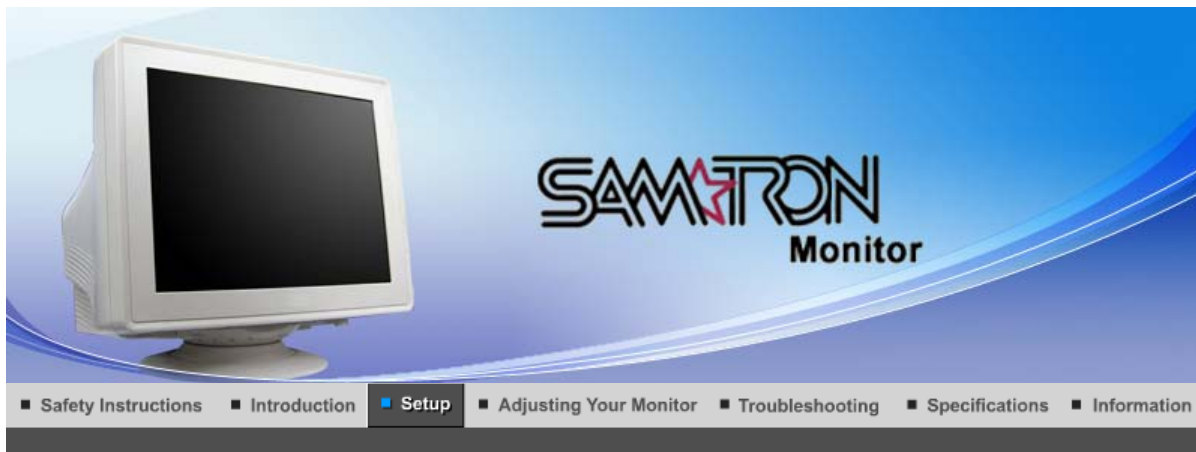 SAMTRON
Monitor
Safety Instructions Introduction Setup Adjusting Your Monitor Troubleshooting Specifications Information